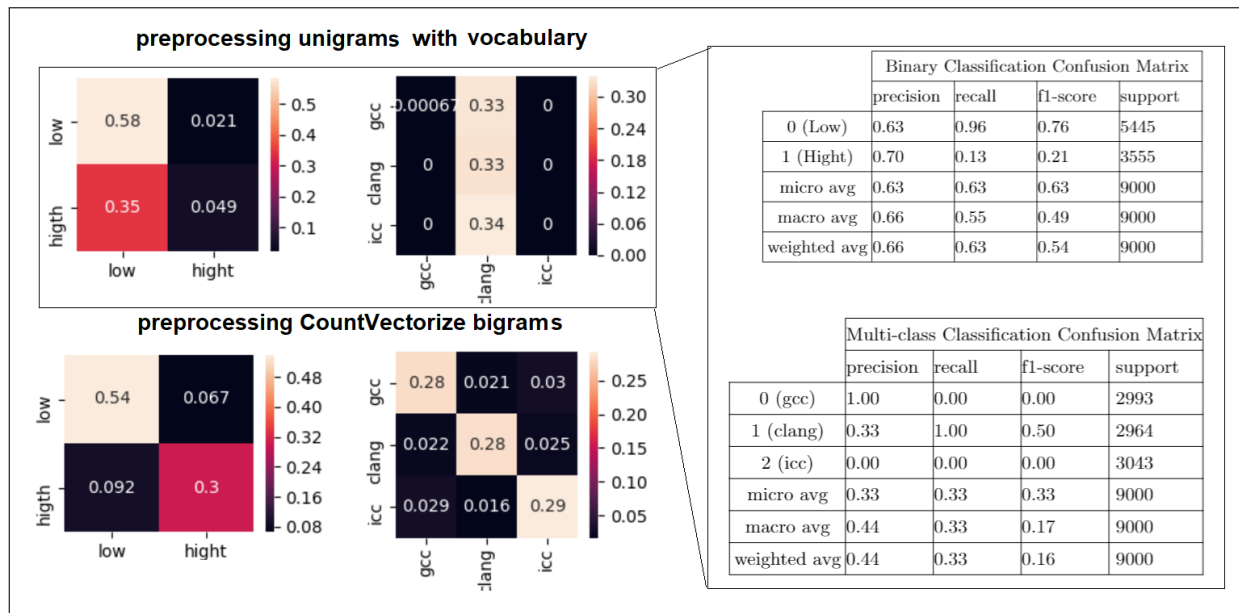 preprocessing unigrams with vocabulary
low 0.58 0.021
higth 0.35 0.049
low hight
0.5
0.4
0.3
0.2
0.1
gcc 0.00067 0.33 0
clang 0 0.33 0
icc 0 0.34 0
gcc clang icc
0.30
0.24
0.18
0.12
0.06
0.00
preprocessing CountVectorize bigrams
low 0.54 0.067
higth 0.092 0.3
low hight
0.48
0.40
0.32
0.24
0.16
0.08
gcc 0.28 0.021 0.03
clang 0.022 0.28 0.025
icc 0.029 0.016 0.29
gcc clang icc
0.25
0.20
0.15
0.10
0.05
Binary Classification Confusion Matrix
precision recall f1-score support
0 (Low) 0.63 0.96 0.76 5445
1 (Hight) 0.70 0.13 0.21 3555
micro avg 0.63 0.63 0.63 9000
macro avg 0.66 0.55 0.49 9000
weighted avg 0.66 0.63 0.54 9000
Multi-class Classification Confusion Matrix
precision recall f1-score support
0 (gcc) 1.00 0.00 0.00 2993
1 (clang) 0.33 1.00 0.50 2964
2 (icc) 0.00 0.00 0.00 3043
micro avg 0.33 0.33 0.33 9000
macro avg 0.44 0.33 0.17 9000
weighted avg 0.44 0.33 0.16 9000